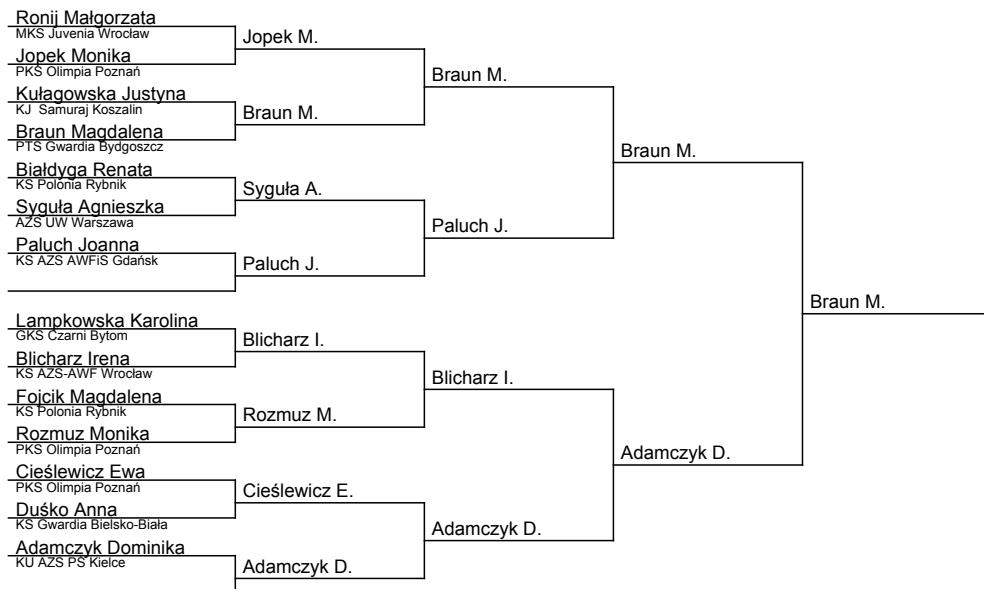 Ronij Małgorzata
MKS Juvenia Wrocław
Jopek Monika
PKS Olimpia Poznań
Kułagowska Justyna
KJ Samuraj Koszalin
Braun Magdalena
PTS Gwardia Bydgoszcz
Białdyga Renata
KS Polonia Rybnik
Syguła Agnieszka
AZS UW Warszawa
Paluch Joanna
KS AZS AWFiS Gdańsk
Lampkowska Karolina
GKS Czarni Bytom
Blicharz Irena
KS AZS-AWF Wrocław
Fojcik Magdalena
KS Polonia Rybnik
Rozmuz Monika
PKS Olimpia Poznań
Cieślewicz Ewa
PKS Olimpia Poznań
Duśko Anna
KS Gwardia Bielsko-Biała
Adamczyk Dominika
KU AZS PS Kielce
Jopek M.
Braun M.
Syguła A.
Paluch J.
Blicharz I.
Rozmuz M.
Cieślewicz E.
Adamczyk D.
Braun M.
Paluch J.
Blicharz I.
Adamczyk D.
Braun M.
Adamczyk D.
Braun M.